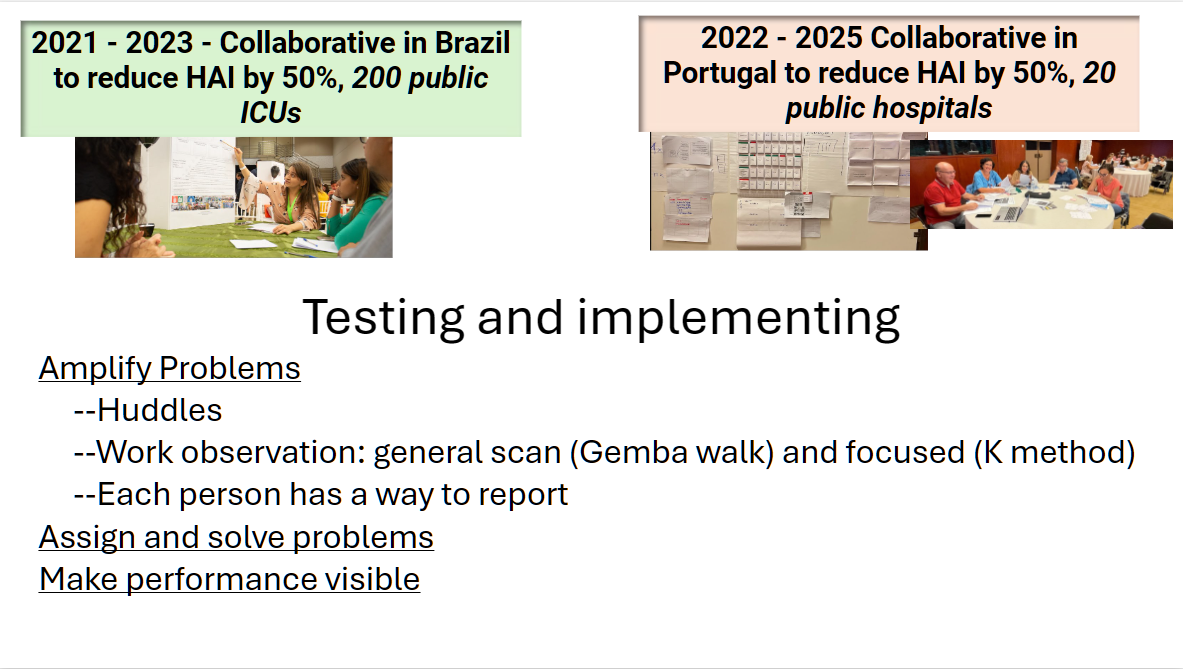 2021 - 2023 - Collaborative in Brazil
to reduce HAI by 50%, 200 public
ICUs
2022 - 2025 Collaborative in
Portugal to reduce HAI by 50%, 20
public hospitals
Testing and implementing
Amplify Problems
--Huddles
--Work observation: general scan (Gemba walk) and focused (K method)
--Each person has a way to report
Assign and solve problems
Make performance visible